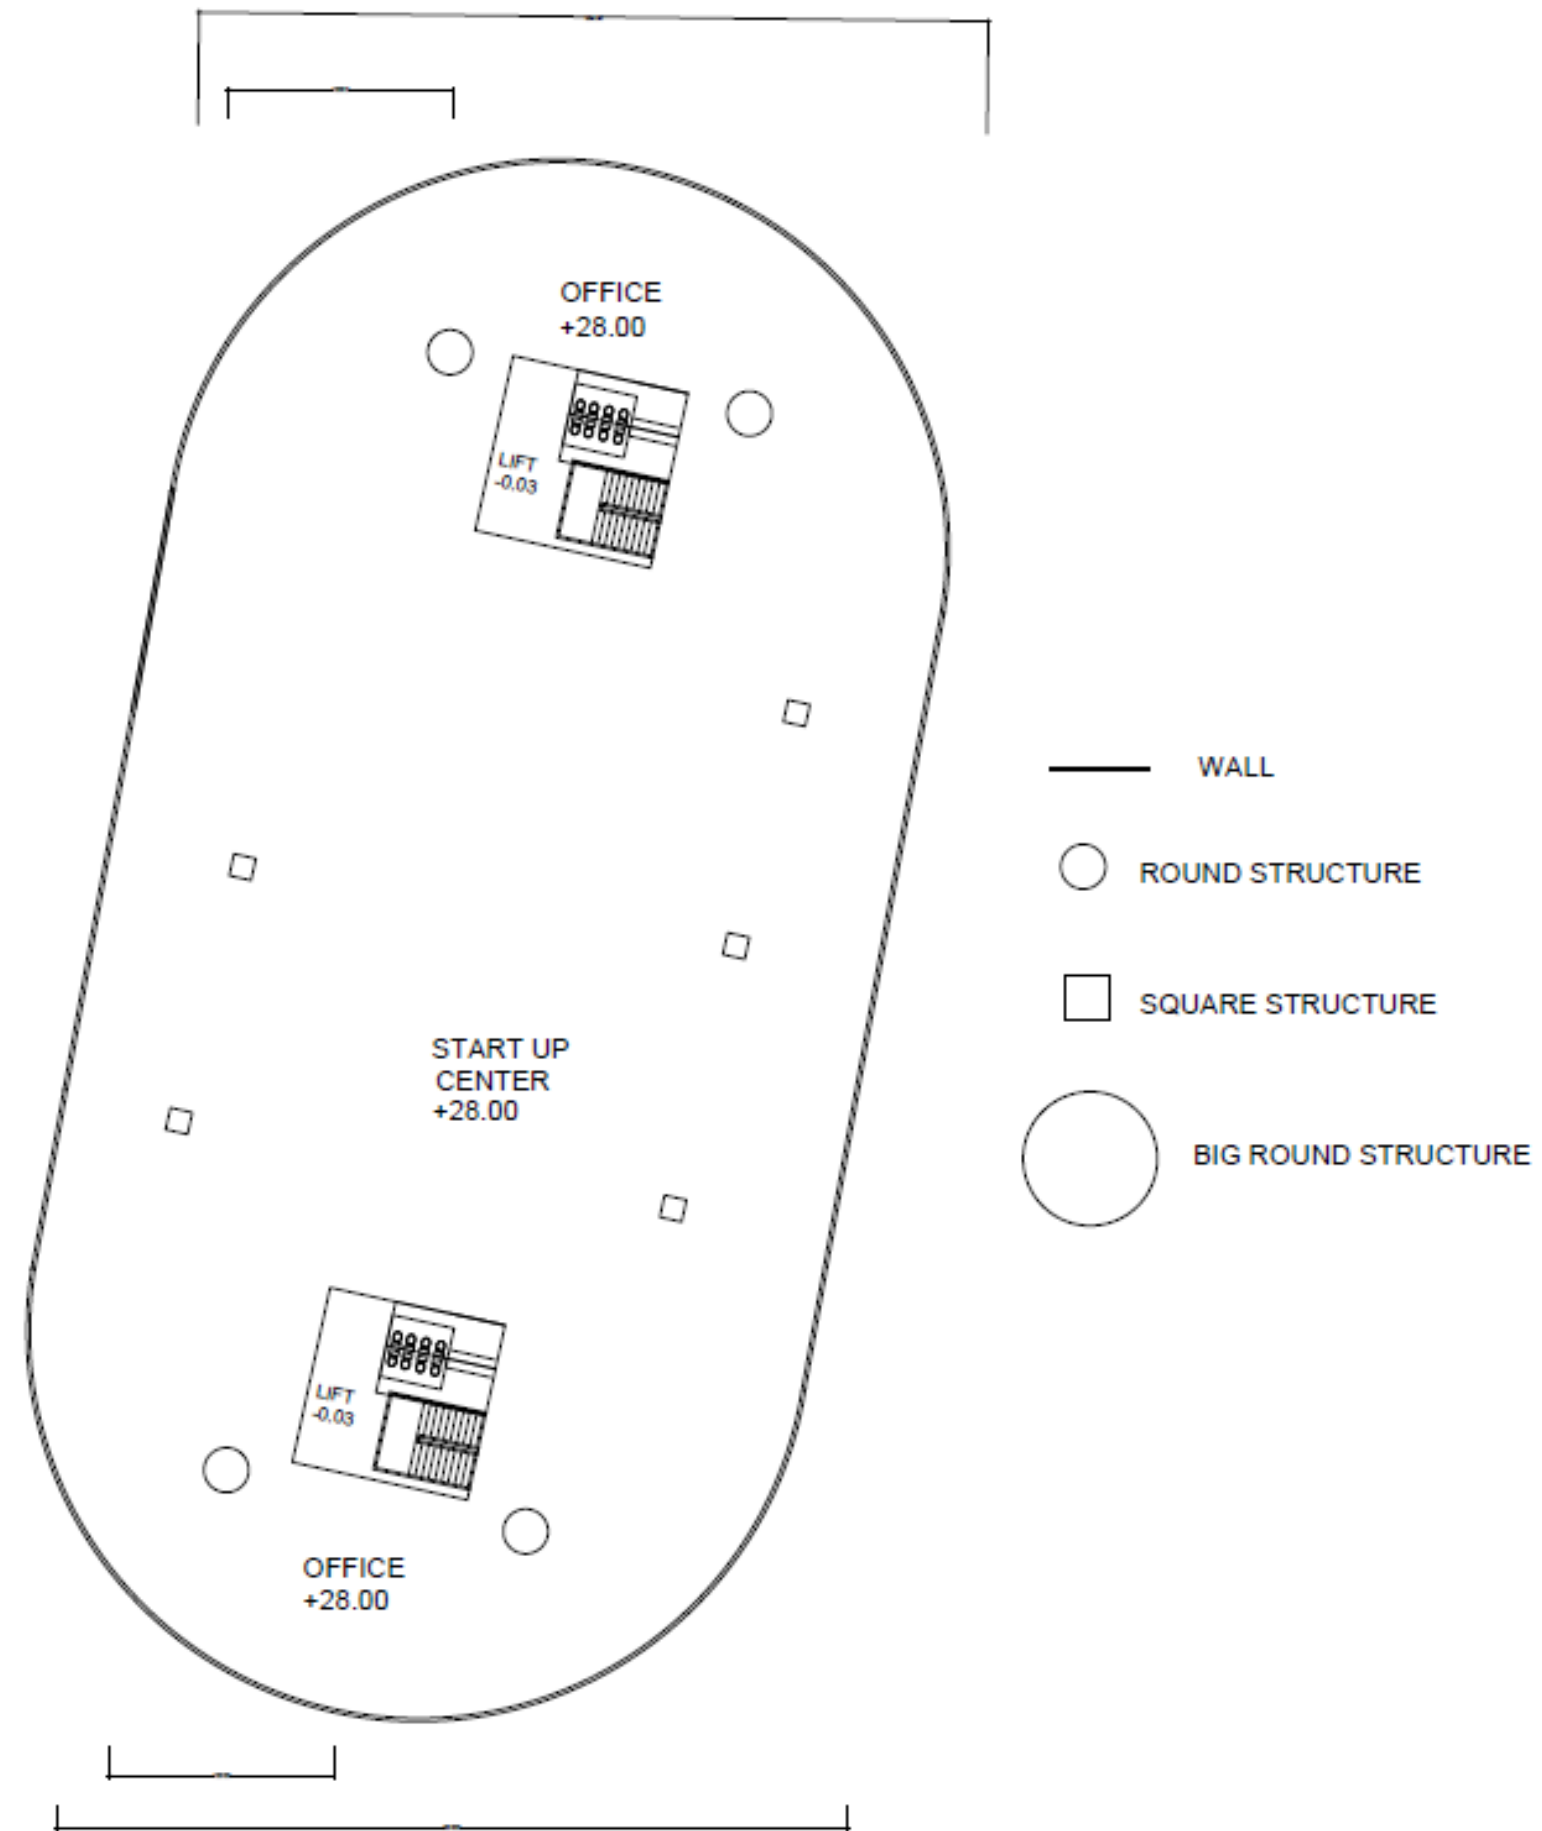 OFFICE
+28.00
LIFT
-0.03
WALL
ROUND STRUCTURE
SQUARE STRUCTURE
START UP
CENTER
+28.00
BIG ROUND STRUCTURE
LIFT
-0.03
OFFICE
+28.00